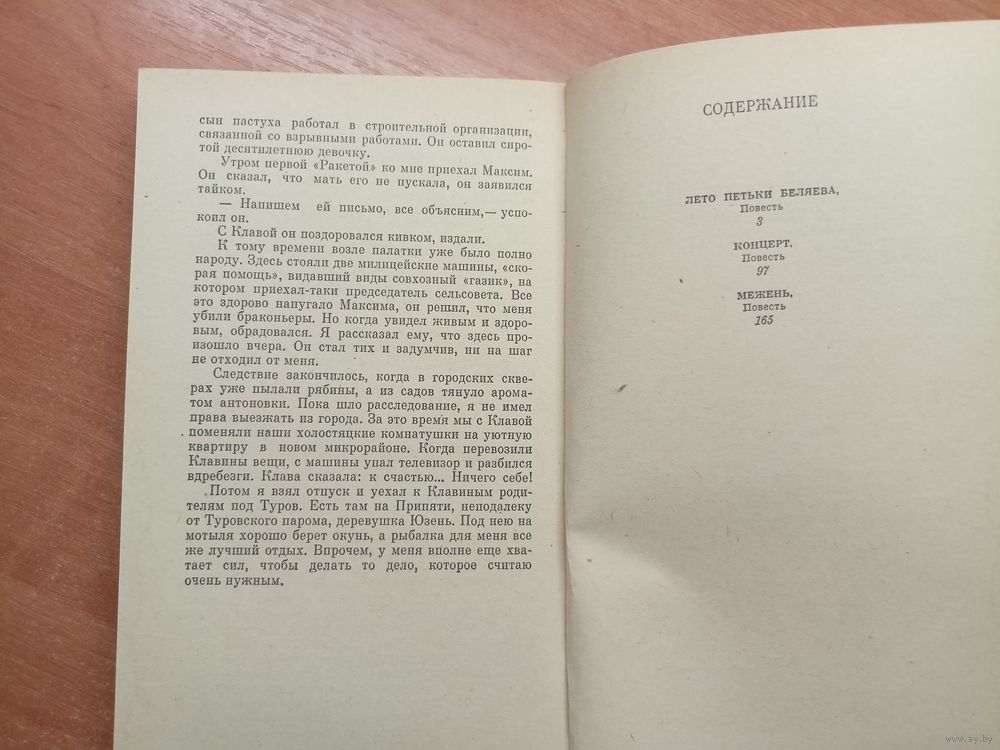 сын пастуха работал в строительной организации,
связанной со взрывными работами. Он оставил сиро-
той десятилетнюю девочку.
Утром первой «Ракетой» ко мне приехал Максим.
Он сказал, что мать его не пускала, он заявился
тайком.
— Напишем ей письмо, все объясним,— успо-
коил он.
С Клавой он поздоровался кивком, издали.
К тому времени возле палатки уже было полно
народу. Здесь стояли две милицейские машины, «ско-
рая помощь», видавший виды совхозный «газик», на
котором приехал-таки председатель сельсовета. Все
это здорово напугало Максима, он решил, что меня
убили браконьеры. Но когда увидел живым и здоро-
вым, обрадовался. Я рассказал ему, что здесь про-
изошло вчера. Он стал тих и задумчив, ни на шаг
не отходил от меня.
Следствие закончилось, когда в городских скве-
рах уже пылали рябины, а из садов тянуло арома-
том антоновки. Пока шло расследование, я не имел
права выезжать из города. За это время мы с Клавой
поменяли наши холостяцкие комнатушки на уютную
квартиру в новом микрорайоне. Когда перевозили
Клавины вещи, с машины упал телевизор и разбился
вдребезги. Клава сказала: к счастью... Ничего себе!
Потом я взял отпуск и уехал к Клавиным роди-
телям под Туров. Есть там на Припяти, неподалеку
от Туровского парома, деревушка Юзень. Под нею на
мотыля хорошо берет окунь, а рыбалка для меня все
же лучший отдых. Впрочем, у меня вполне еще хва-
тает сил, чтобы делать то дело, которое считаю
очень нужным.
СОДЕРЖАНИЕ
ЛЕТО ПЕТЬКИ БЕЛЯЕВА.
Повесть
3
КОНЦЕРТ.
Повесть
97
МЕЖЕНЬ.
Повесть
165
www.ay.by